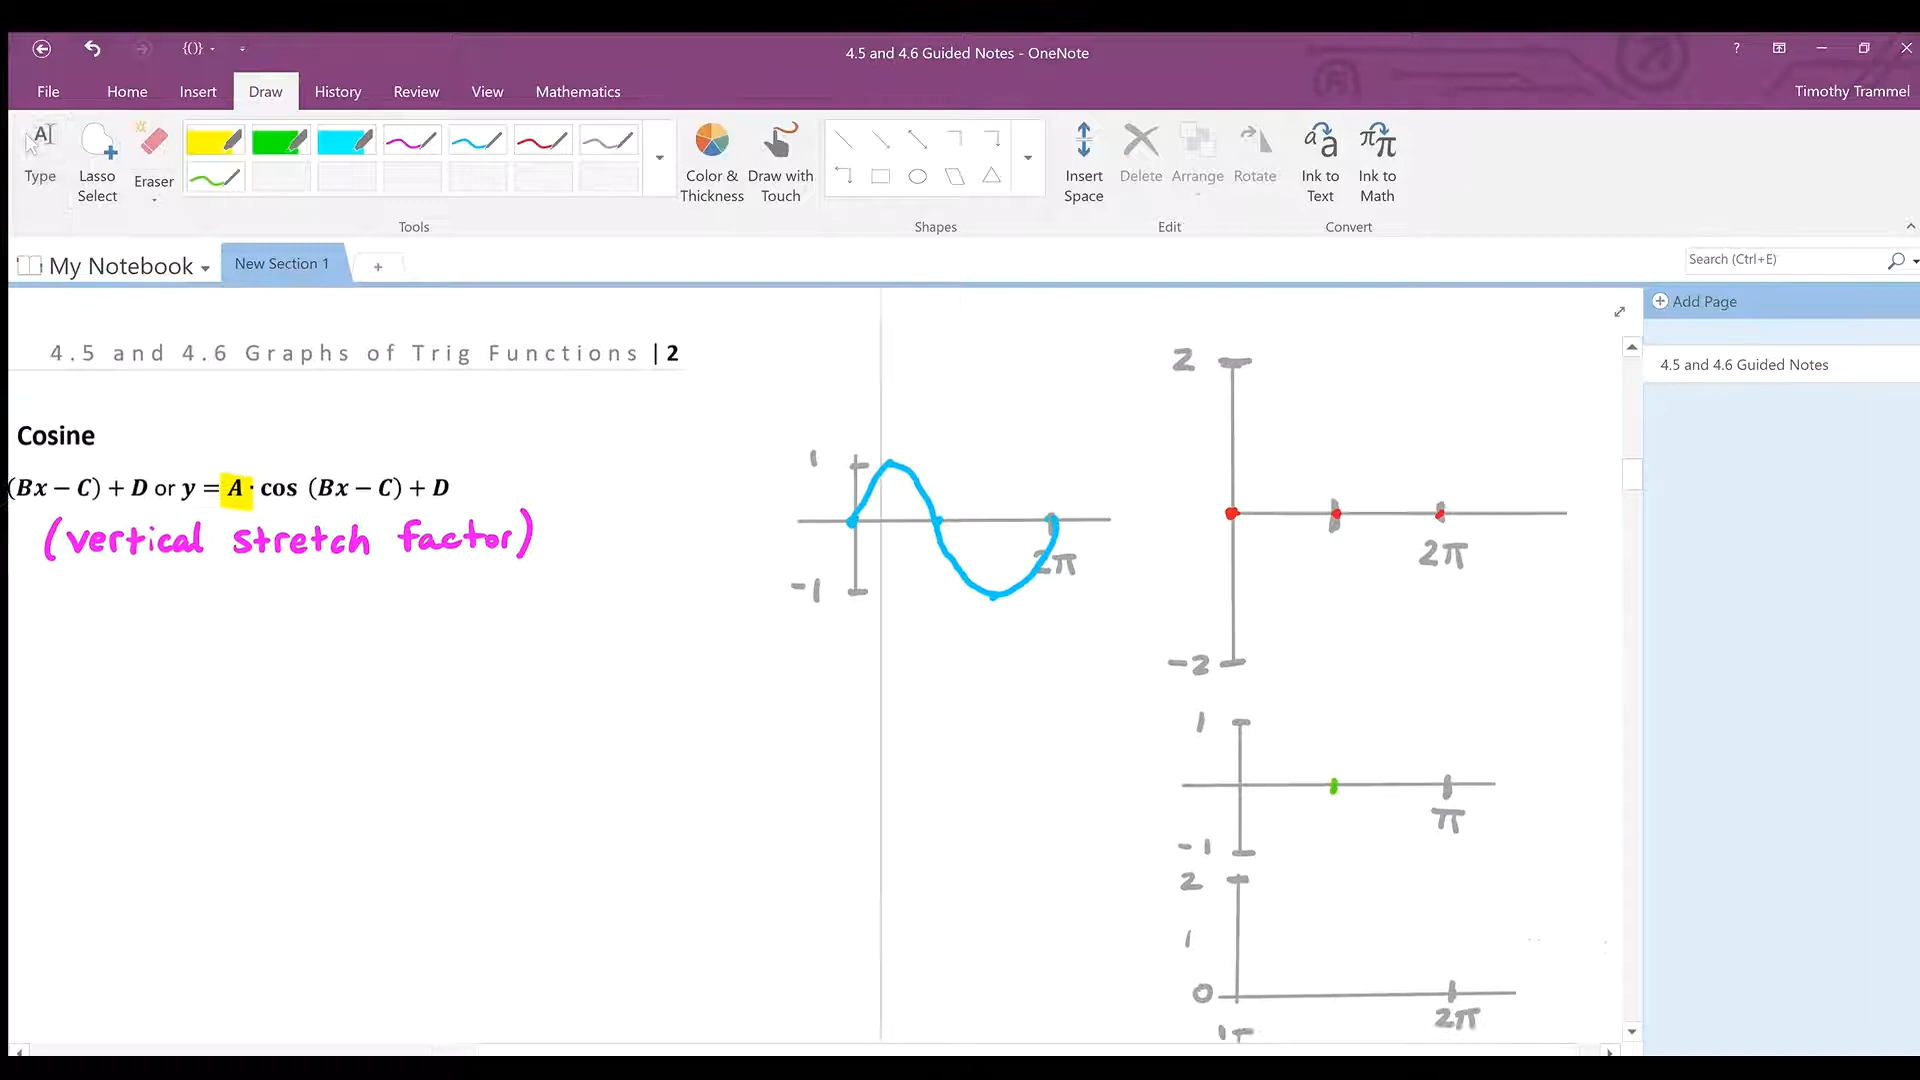 4.5 and 4.6 Guided Notes - OneNote
File Home Insert Draw History Review View Mathematics
Timothy Trammel
Type
Lasso Select
Eraser
Color & Thickness
Draw with Touch
Insert Space
Delete
Arrange
Rotate
Ink to Text
Ink to Math
Tools Shapes Edit Convert
My Notebook
New Section 1
Search (Ctrl+E)
Add Page
4.5 and 4.6 Guided Notes
4.5 and 4.6 Graphs of Trig Functions | 2
Cosine
(Bx − C) + D or y = A · cos (Bx − C) + D
(vertical stretch factor)
1
-1
2π
2
-2
2π
1
-1
π
2
1
0
2π